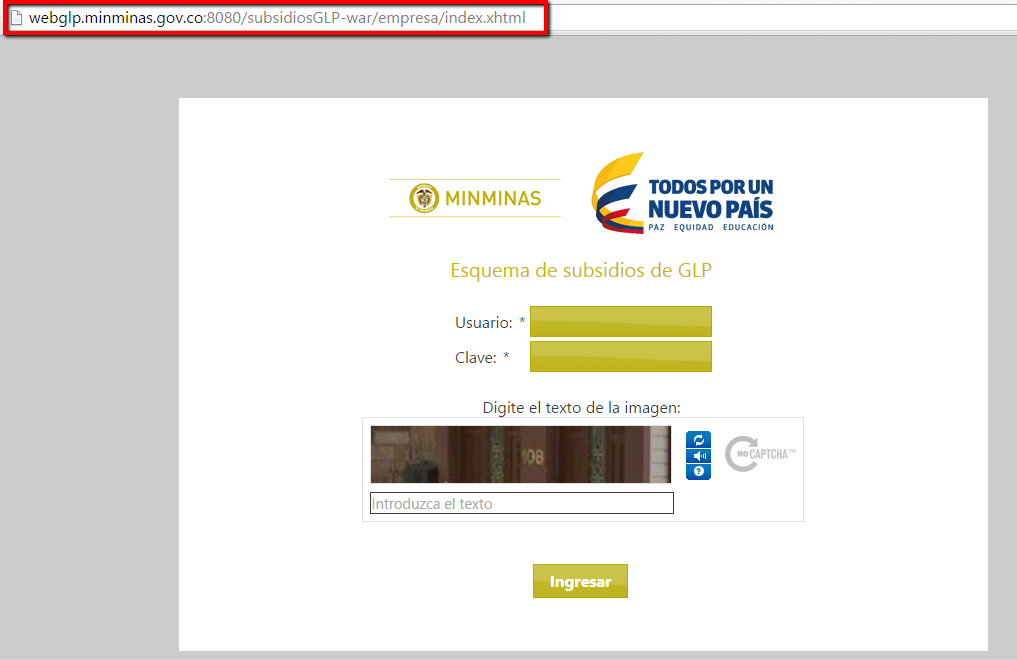 webglp.minminas.gov.co:8080/subsidiosGLP-war/empresa/index.xhtml
MINMINAS
TODOS POR UN
NUEVO PAÍS
PAZ EQUIDAD EDUCACIÓN
Esquema de subsidios de GLP
Usuario: *
Clave: *
Digite el texto de la imagen:
108
?
reCAPTCHA™
Introduzca el texto
Ingresar